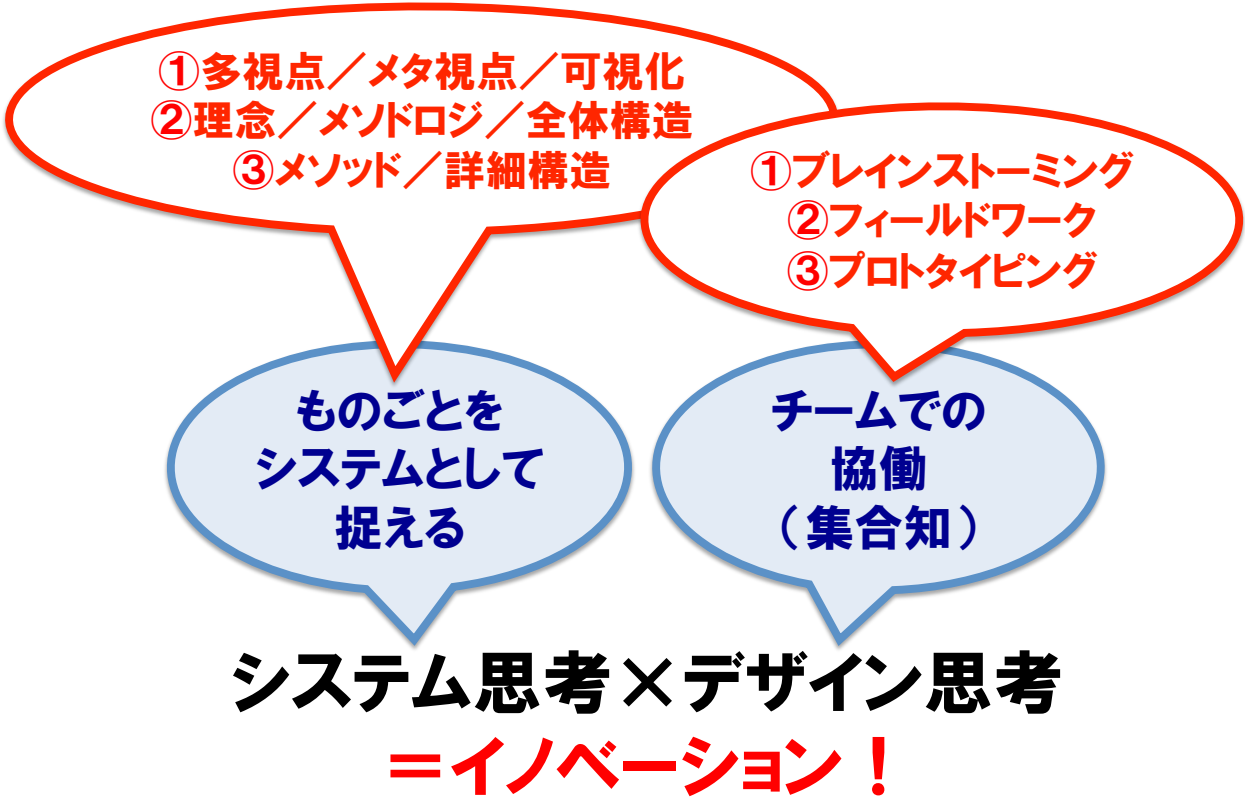 ①多視点／メタ視点／可視化
②理念／メソドロジ／全体構造
③メソッド／詳細構造
①ブレインストーミング
②フィールドワーク
③プロトタイピング
ものごとを
システムとして
捉える
チームでの
協働
（集合知）
システム思考×デザイン思考
＝イノベーション！